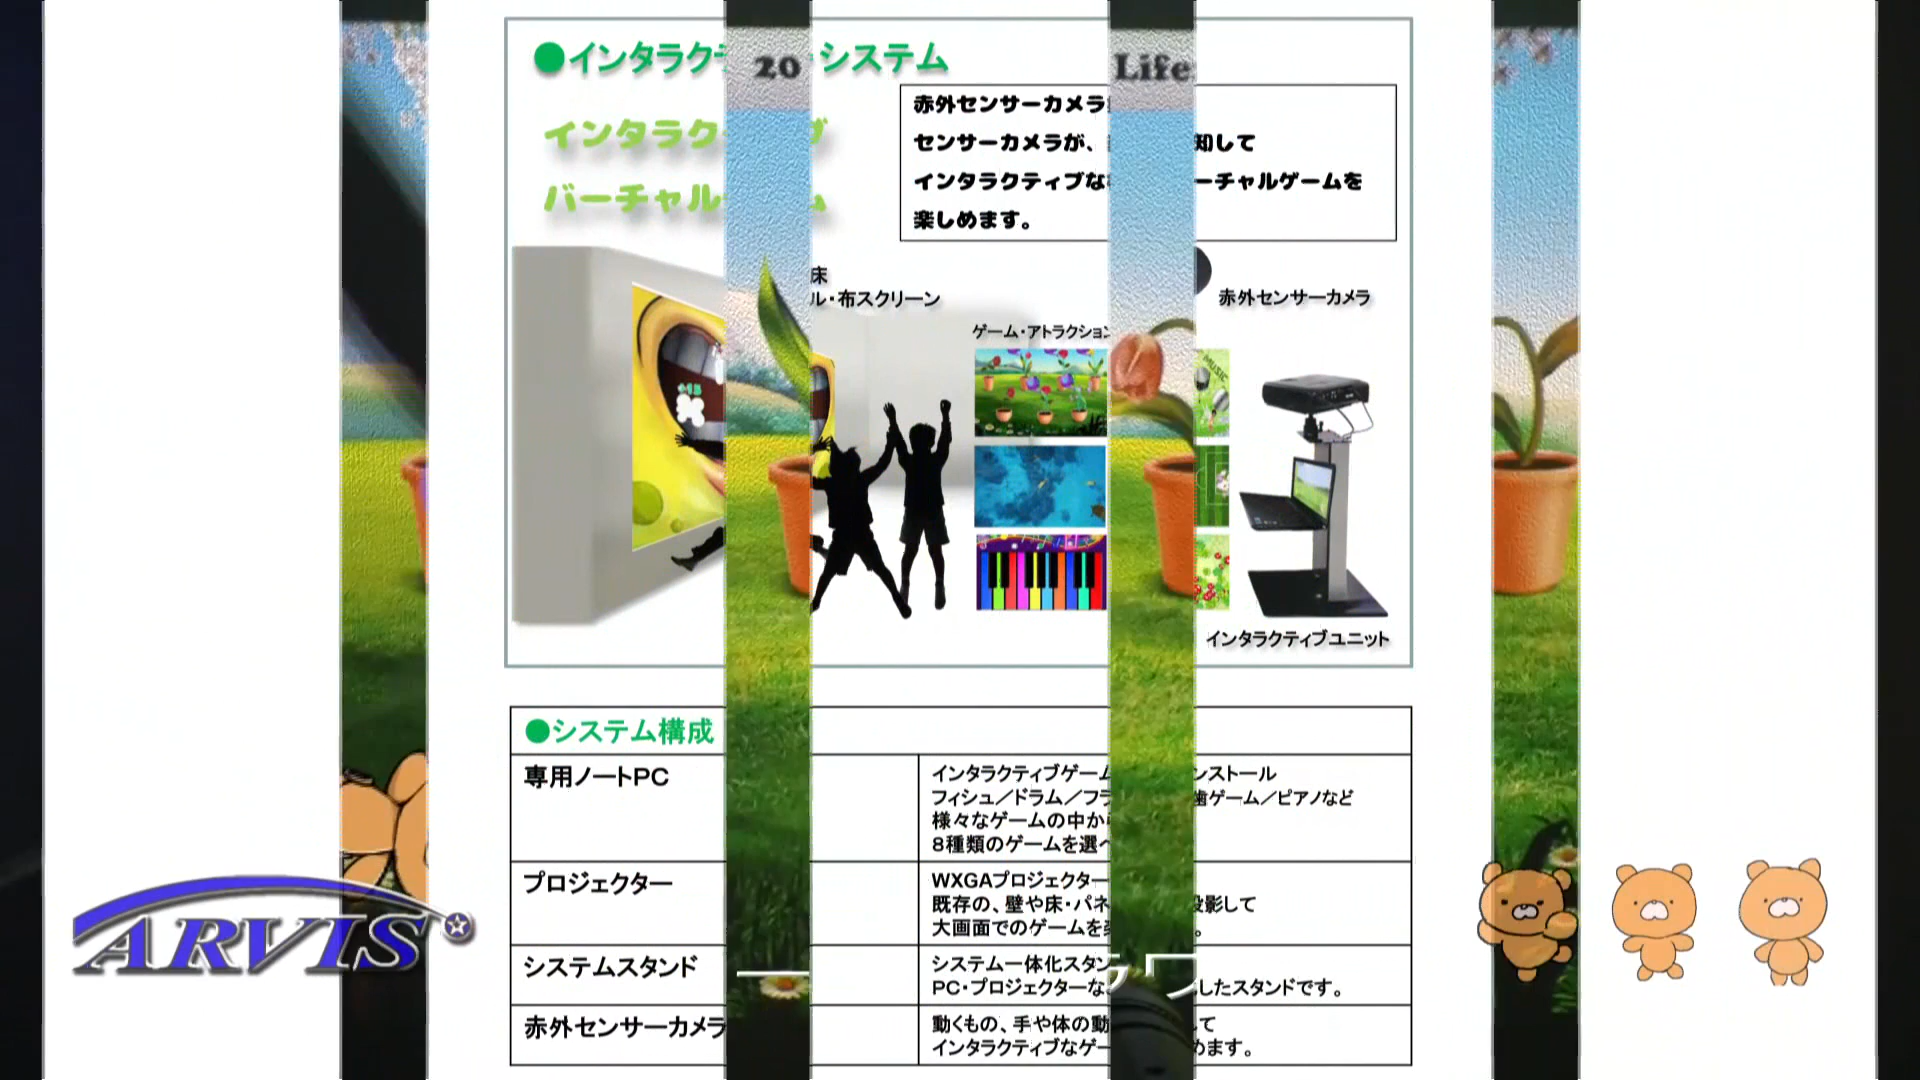 ●インタラク システム
20
Life
インタラク
バーチャル
赤外センサーカメラ
センサーカメラが、 知して
インタラクティブな ーチャルゲームを
楽しめます。
床
ル・布スクリーン
赤外センサーカメラ
ゲーム・アトラクション
MUSIC
インタラクティブユニット
●システム構成
専用ノートPC
インタラクティブゲーム ンストール
フィシュ／ドラム／フラ 歯ゲーム／ピアノなど
様々なゲームの中から
8種類のゲームを選べ
プロジェクター
WXGAプロジェクター
既存の、壁や床・パネ 投影して
大画面でのゲームを 。
システムスタンド
システム一体化スタン
PC・プロジェクターな したスタンドです。
赤外センサーカメラ
動くもの、手や体の動 て
インタラクティブなゲー めます。
ARVIS